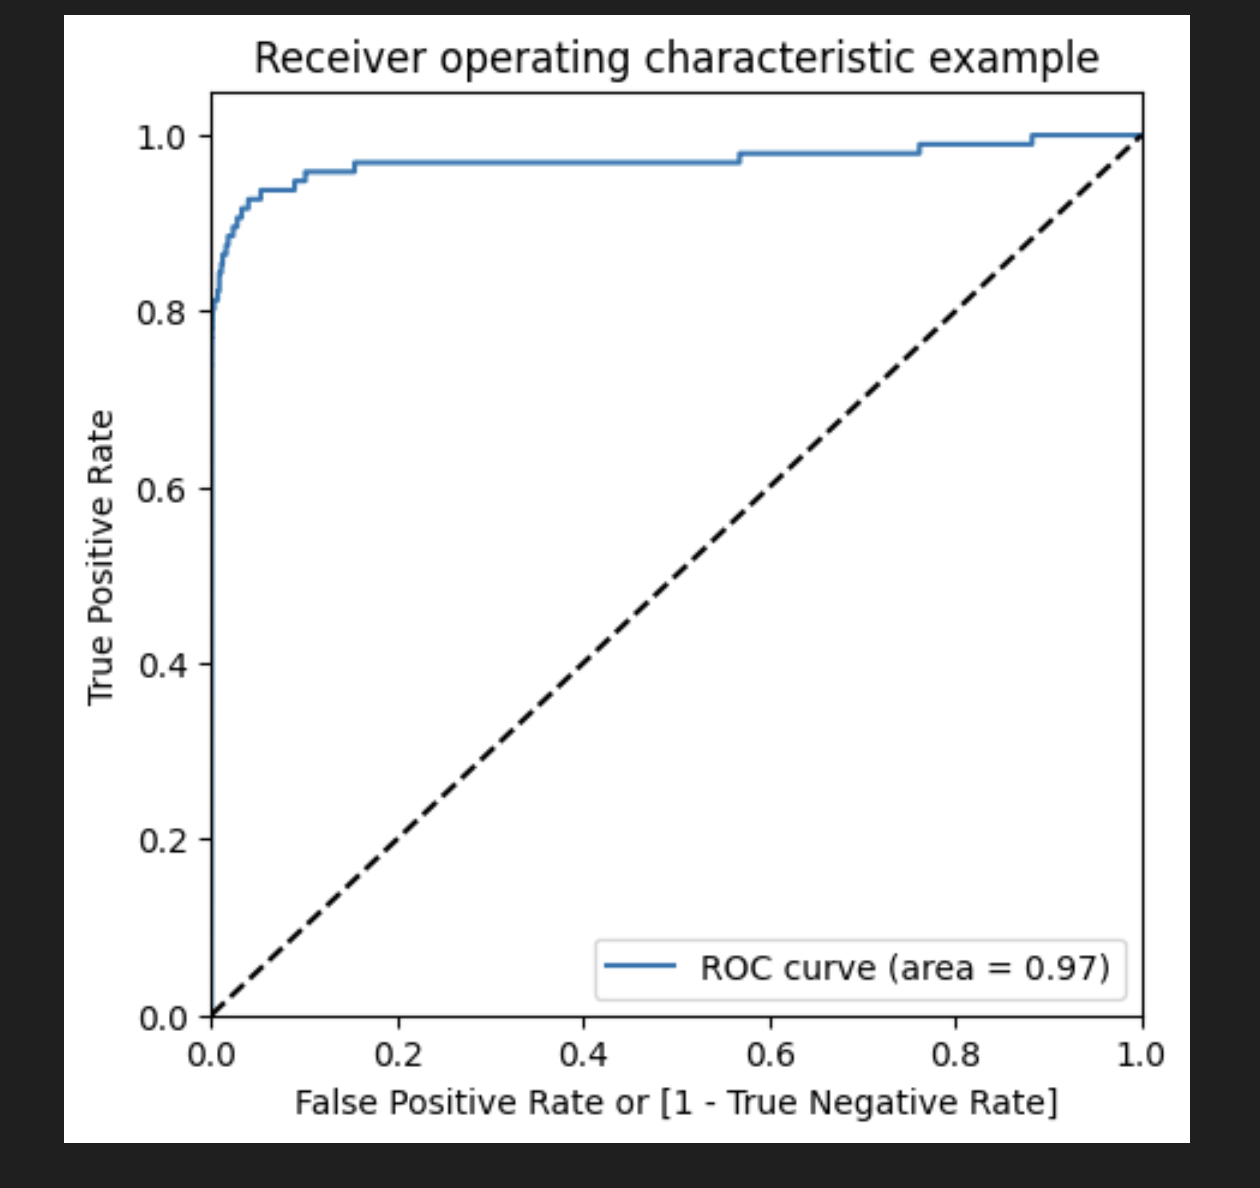 Receiver operating characteristic example
1.0
0.8
0.6
0.4
0.2
0.0
True Positive Rate
ROC curve (area = 0.97)
0.0 0.2 0.4 0.6 0.8 1.0
False Positive Rate or [1 - True Negative Rate]